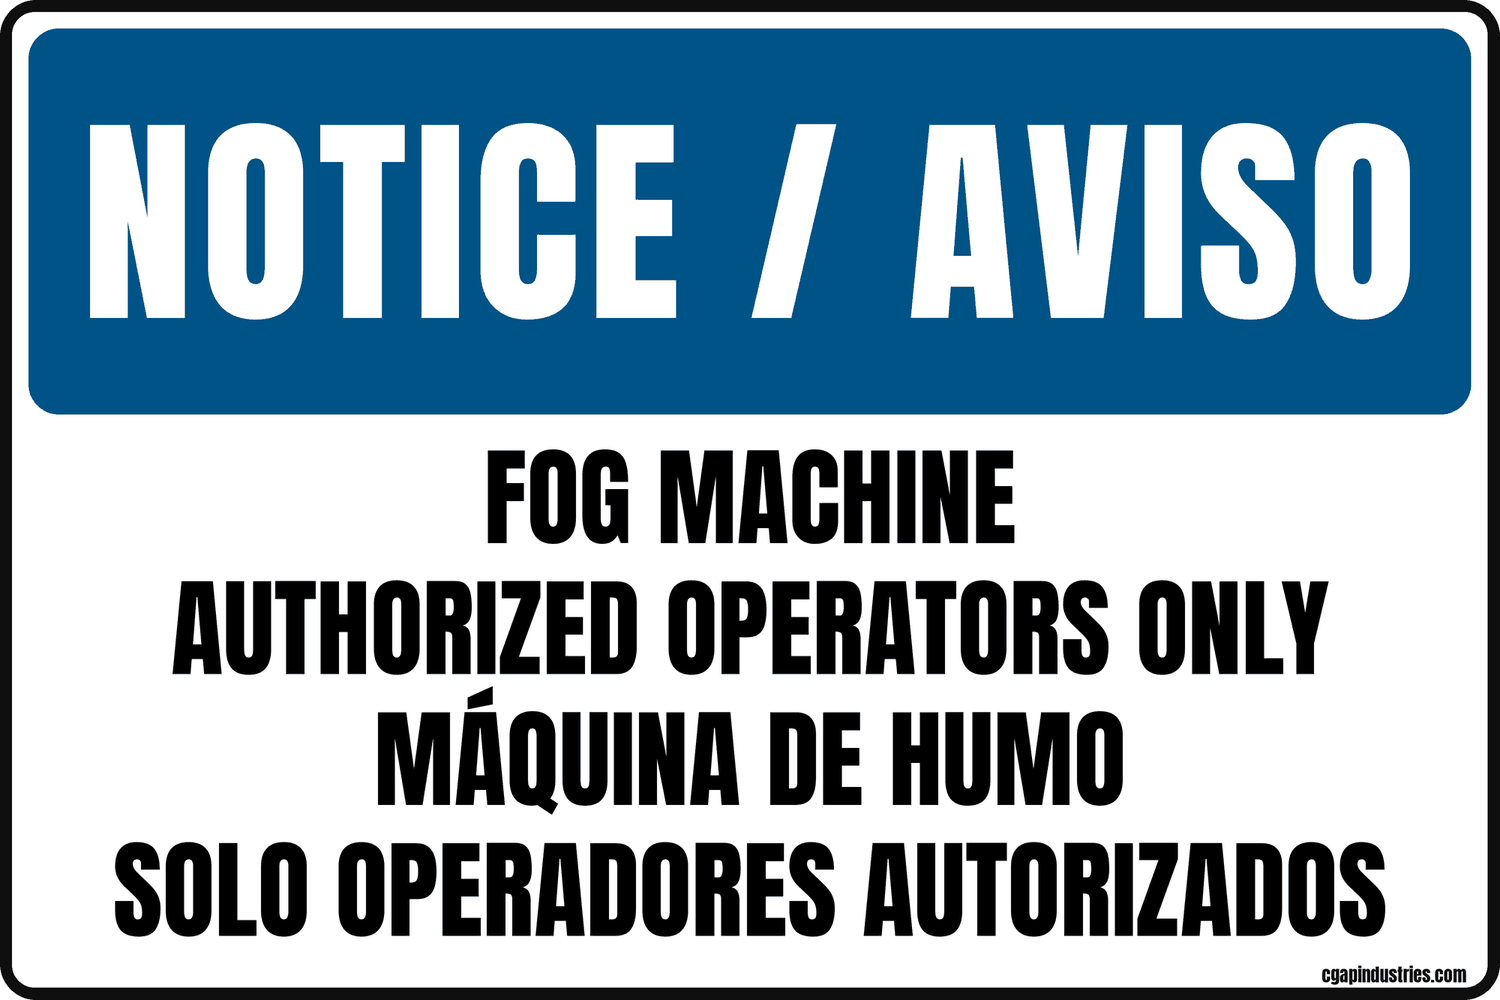 NOTICE / AVISO
FOG MACHINE
AUTHORIZED OPERATORS ONLY
MÁQUINA DE HUMO
SOLO OPERADORES AUTORIZADOS
cgapindustries.com